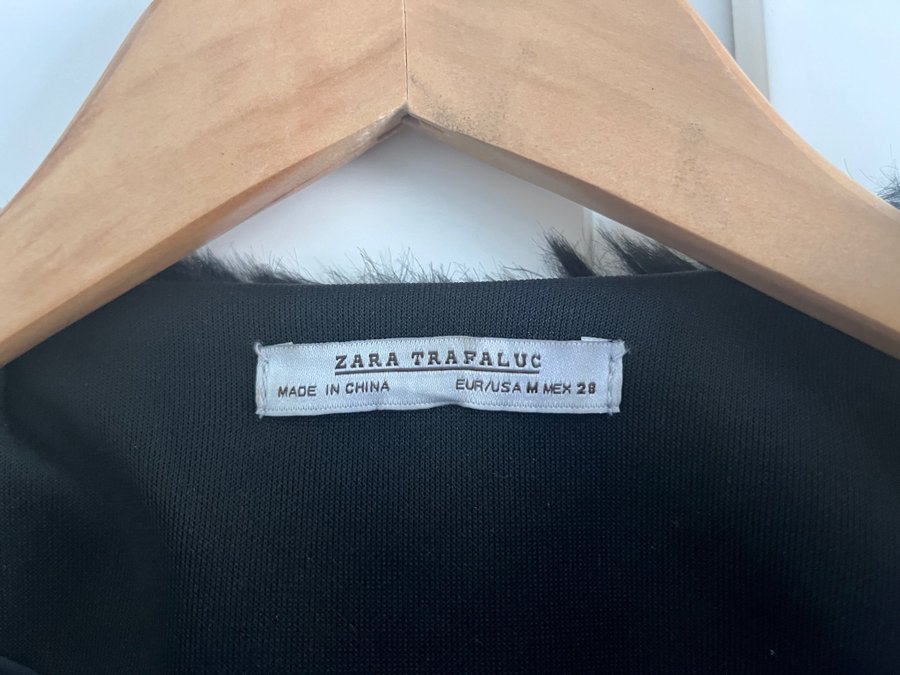 ZARA TRAFALUC
MADE IN CHINA EUR/USA M MEX 28